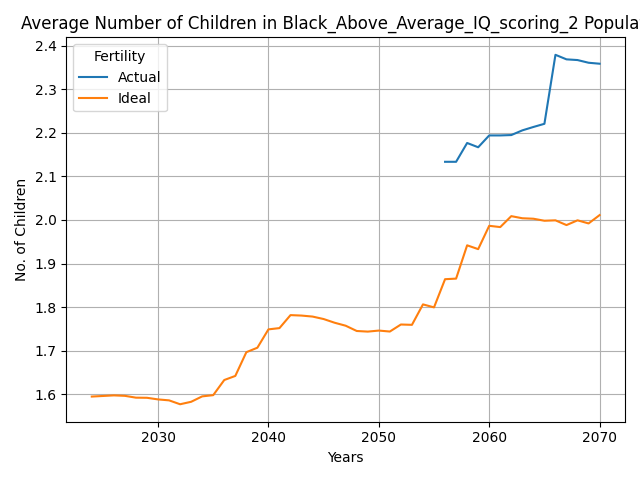 Average Number of Children in Black_Above_Average_IQ_scoring_2 Popula
Fertility
Actual
Ideal
2.4
2.3
2.2
2.1
2.0
1.9
1.8
1.7
1.6
No. of Children
2030
2040
2050
2060
2070
Years